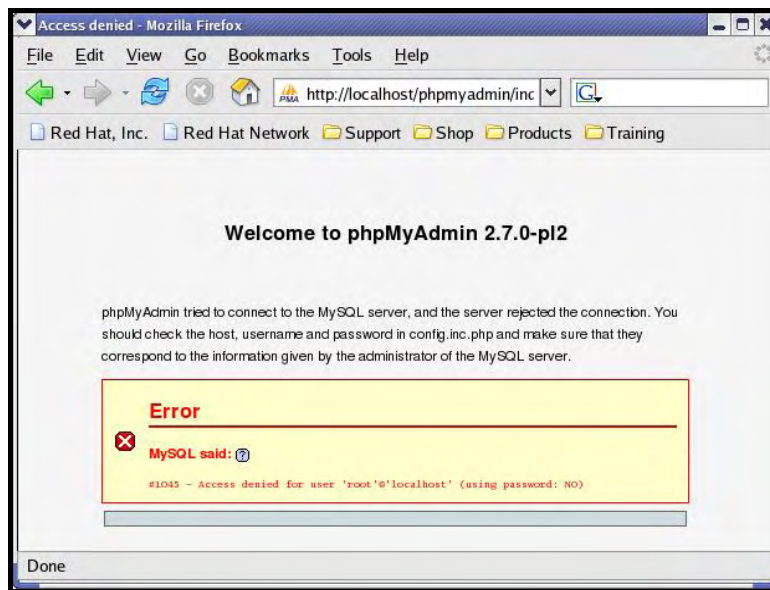 Access denied - Mozilla Firefox
File Edit View Go Bookmarks Tools Help
PMA http://localhost/phpmyadmin/inc G
Red Hat, Inc. Red Hat Network Support Shop Products Training
Welcome to phpMyAdmin 2.7.0-pl2
phpMyAdmin tried to connect to the MySQL server, and the server rejected the connection. You
should check the host, username and password in config.inc.php and make sure that they
correspond to the information given by the administrator of the MySQL server.
Error
MySQL said: ?
#1045 - Access denied for user 'root'@'localhost' (using password: NO)
Done